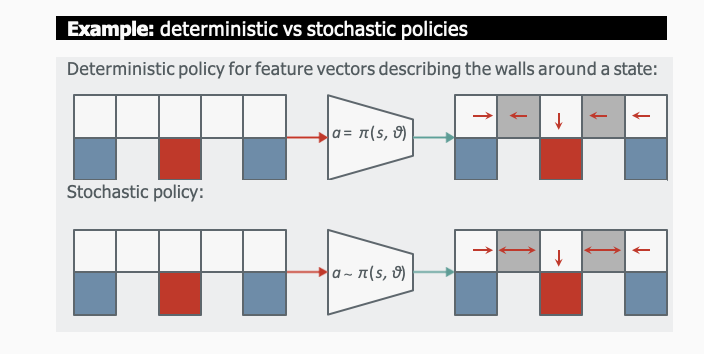 Example: deterministic vs stochastic policies
Deterministic policy for feature vectors describing the walls around a state:
a = π(s, ϑ)
Stochastic policy:
a ~ π(s, ϑ)